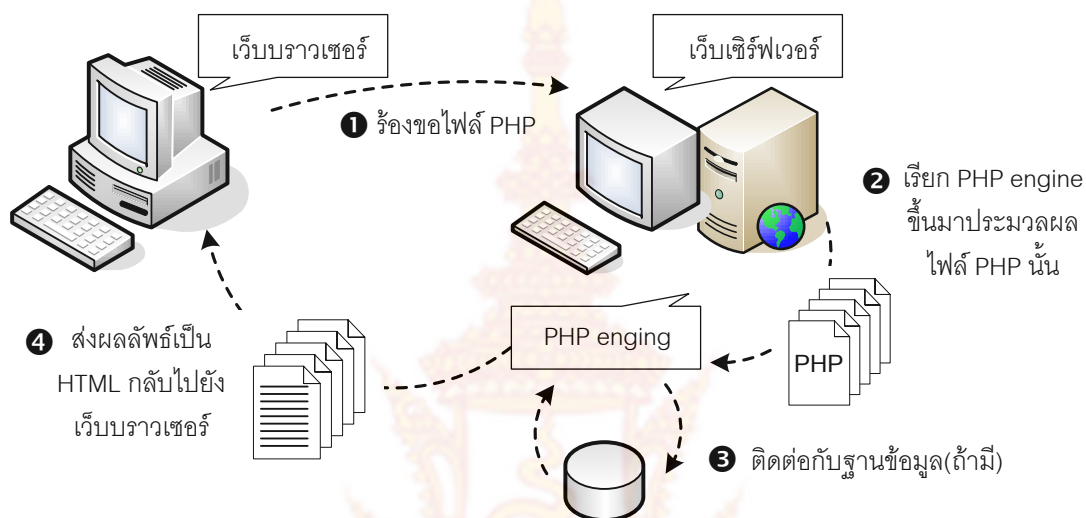 เว็บบราวเซอร์
เว็บเซิร์ฟเวอร์
❶ ร้องขอไฟล์ PHP
❷ เรียก PHP engine
ขึ้นมาประมวลผล
ไฟล์ PHP นั้น
PHP enging
PHP
❹ ส่งผลลัพธ์เป็น
HTML กลับไปยัง
เว็บบราวเซอร์
❸ ติดต่อกับฐานข้อมูล(ถ้ามี)